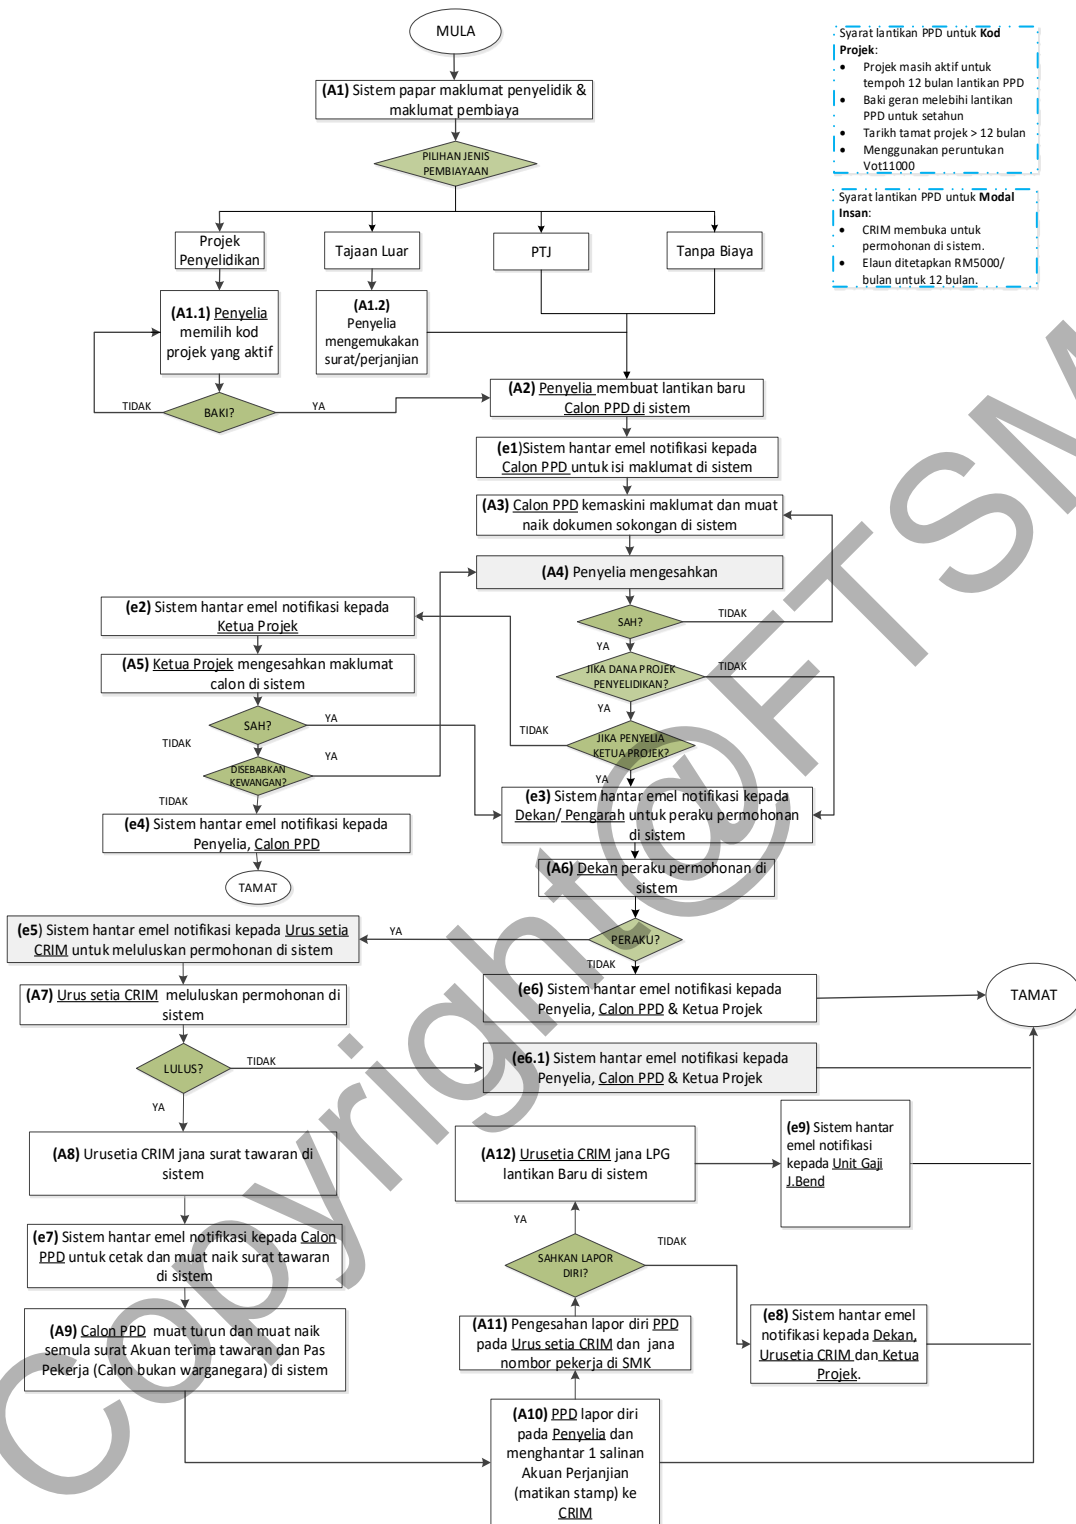 MULA
Syarat lantikan PPD untuk Kod
Projek:
• Projek masih aktif untuk
tempoh 12 bulan lantikan PPD
• Baki geran melebihi lantikan
PPD untuk setahun
• Tarikh tamat projek > 12 bulan
• Menggunakan peruntukan
Vot11000
Syarat lantikan PPD untuk Modal
Insan:
• CRIM membuka untuk
permohonan di sistem.
• Elaun ditetapkan RM5000/
bulan untuk 12 bulan.
(A1) Sistem papar maklumat penyelidik &
maklumat pembiaya
PILIHAN JENIS
PEMBIAYAAN
Projek
Penyelidikan
Tajaan Luar
PTJ
Tanpa Biaya
(A1.1) Penyelia
memilih kod
projek yang aktif
(A1.2)
Penyelia
mengemukakan
surat/perjanjian
TIDAK
BAKI?
YA
(A2) Penyelia membuat lantikan baru
Calon PPD di sistem
(e1)Sistem hantar emel notifikasi kepada
Calon PPD untuk isi maklumat di sistem
(A3) Calon PPD kemaskini maklumat dan muat
naik dokumen sokongan di sistem
(A4) Penyelia mengesahkan
SAH?
TIDAK
YA
JIKA DANA PROJEK
PENYELIDIKAN?
TIDAK
YA
JIKA PENYELIA
KETUA PROJEK?
TIDAK
YA
(e2) Sistem hantar emel notifikasi kepada
Ketua Projek
(A5) Ketua Projek mengesahkan maklumat
calon di sistem
SAH?
YA
TIDAK
DISEBABKAN
KEWANGAN?
YA
TIDAK
(e4) Sistem hantar emel notifikasi kepada
Penyelia, Calon PPD
TAMAT
(e3) Sistem hantar emel notifikasi kepada
Dekan/ Pengarah untuk peraku permohonan
di sistem
(A6) Dekan peraku permohonan di
sistem
PERAKU?
YA
TIDAK
(e5) Sistem hantar emel notifikasi kepada Urus setia
CRIM untuk meluluskan permohonan di sistem
(e6) Sistem hantar emel notifikasi kepada
Penyelia, Calon PPD & Ketua Projek
TAMAT
(A7) Urus setia CRIM meluluskan permohonan di
sistem
LULUS?
TIDAK
YA
(e6.1) Sistem hantar emel notifikasi kepada
Penyelia, Calon PPD & Ketua Projek
(A8) Urusetia CRIM jana surat tawaran di
sistem
(e7) Sistem hantar emel notifikasi kepada Calon
PPD untuk cetak dan muat naik surat tawaran
di sistem
(A9) Calon PPD muat turun dan muat naik
semula surat Akuan terima tawaran dan Pas
Pekerja (Calon bukan warganegara) di sistem
(A10) PPD lapor diri
pada Penyelia dan
menghantar 1 salinan
Akuan Perjanjian
(matikan stamp) ke
CRIM
(A11) Pengesahan lapor diri PPD
pada Urus setia CRIM dan jana
nombor pekerja di SMK
SAHKAN LAPOR
DIRI?
YA
TIDAK
(A12) Urusetia CRIM jana LPG
lantikan Baru di sistem
(e9) Sistem hantar
emel notifikasi
kepada Unit Gaji
J.Bend
(e8) Sistem hantar emel
notifikasi kepada Dekan,
Urusetia CRIM dan Ketua
Projek.
Copyright@FTSM